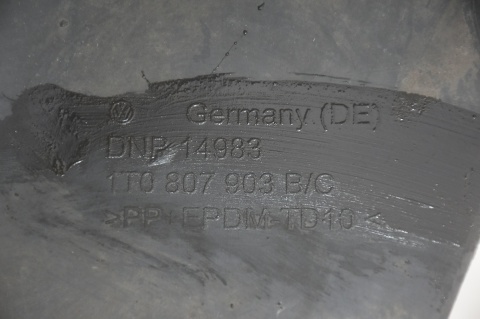 Germany (DE)
DNP 14983
1T0 807 903 B/C
>PP+EPDM-TD10<